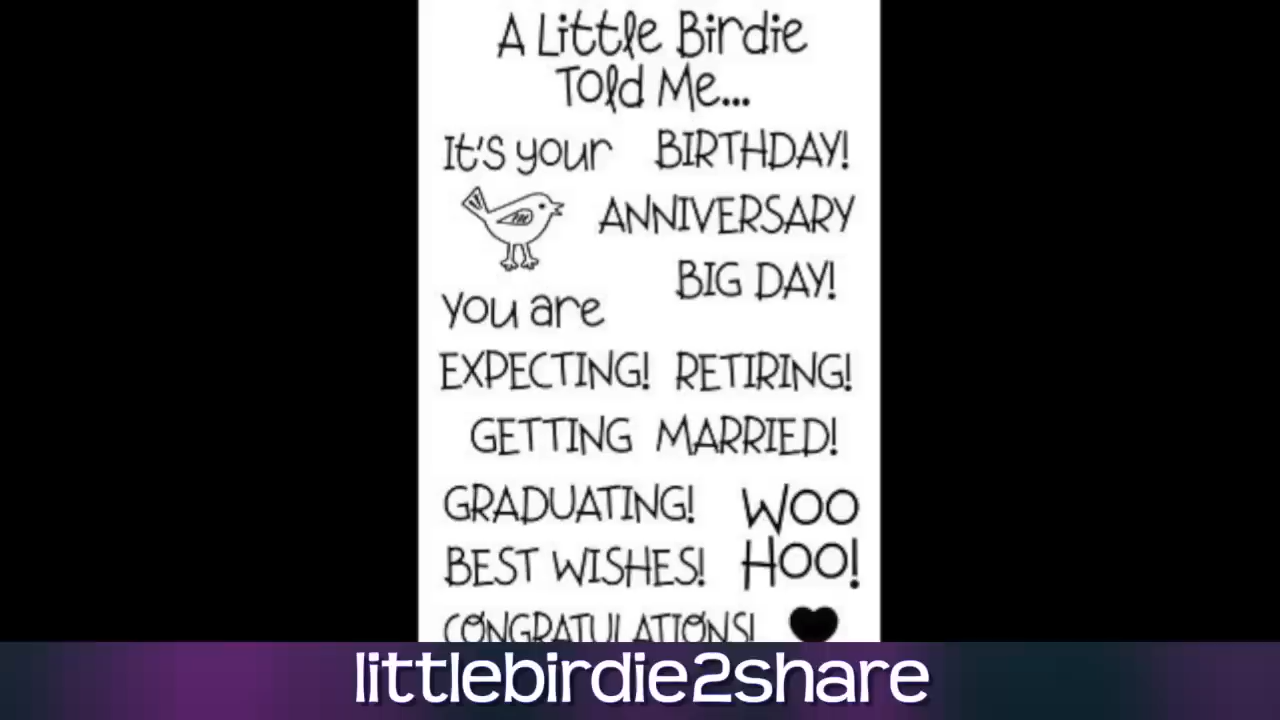 A Little Birdie
Told Me...
It's your BIRTHDAY!
ANNIVERSARY
BIG DAY!
you are
EXPECTING! RETIRING!
GETTING MARRIED!
GRADUATING! WOO
BEST WISHES! HOO!
CONGRATULATIONS!
littlebirdie2share